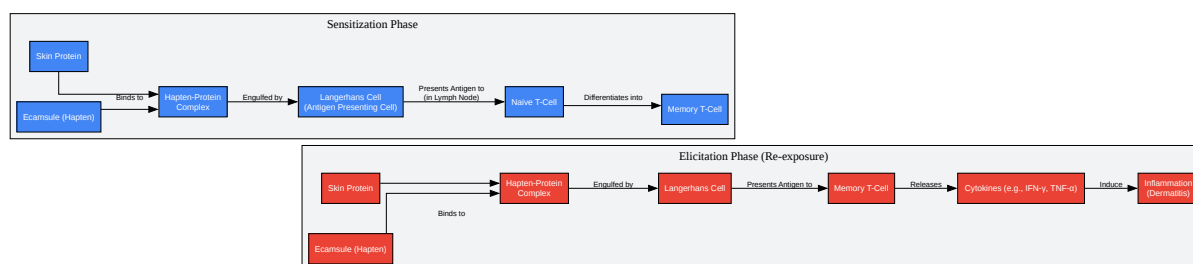 Sensitization Phase
Skin Protein
Ecamsule (Hapten)
Binds to
Hapten-Protein
Complex
Engulfed by
Langerhans Cell
(Antigen Presenting Cell)
Presents Antigen to
(in Lymph Node)
Naive T-Cell
Differentiates into
Memory T-Cell
Elicitation Phase (Re-exposure)
Skin Protein
Ecamsule (Hapten)
Binds to
Hapten-Protein
Complex
Engulfed by
Langerhans Cell
Presents Antigen to
Memory T-Cell
Releases
Cytokines (e.g., IFN-γ, TNF-α)
Induce
Inflammation
(Dermatitis)